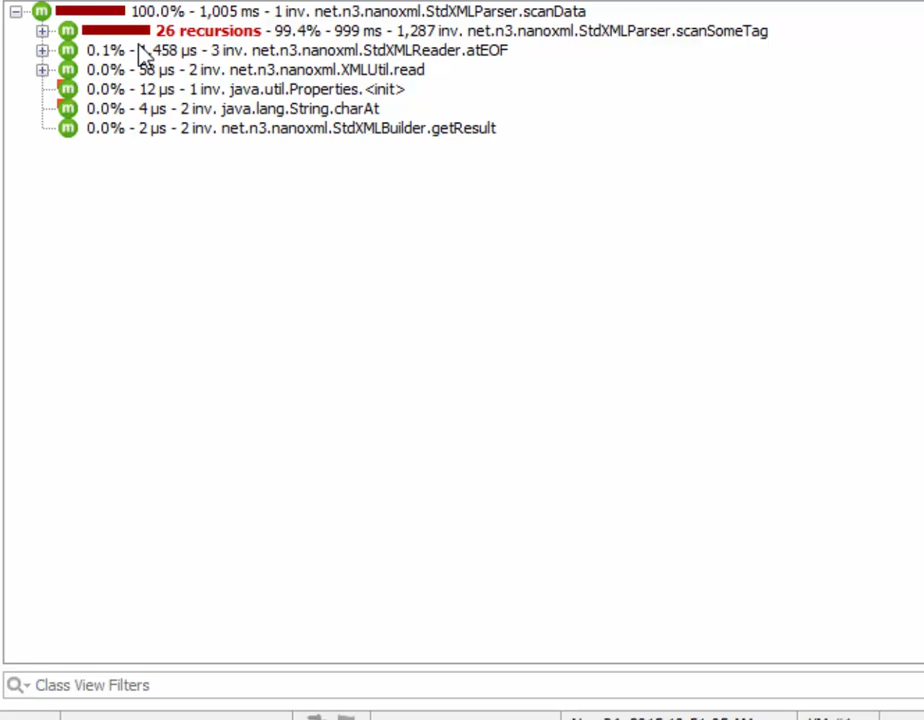 m 100.0% - 1,005 ms - 1 inv. net.n3.nanoxml.StdXMLParser.scanData
m 26 recursions - 99.4% - 999 ms - 1,287 inv. net.n3.nanoxml.StdXMLParser.scanSomeTag
m 0.1% - 1,458 µs - 3 inv. net.n3.nanoxml.StdXMLReader.atEOF
m 0.0% - 58 µs - 2 inv. net.n3.nanoxml.XMLUtil.read
m 0.0% - 12 µs - 1 inv. java.util.Properties.<init>
m 0.0% - 4 µs - 2 inv. java.lang.String.charAt
m 0.0% - 2 µs - 2 inv. net.n3.nanoxml.StdXMLBuilder.getResult
Class View Filters